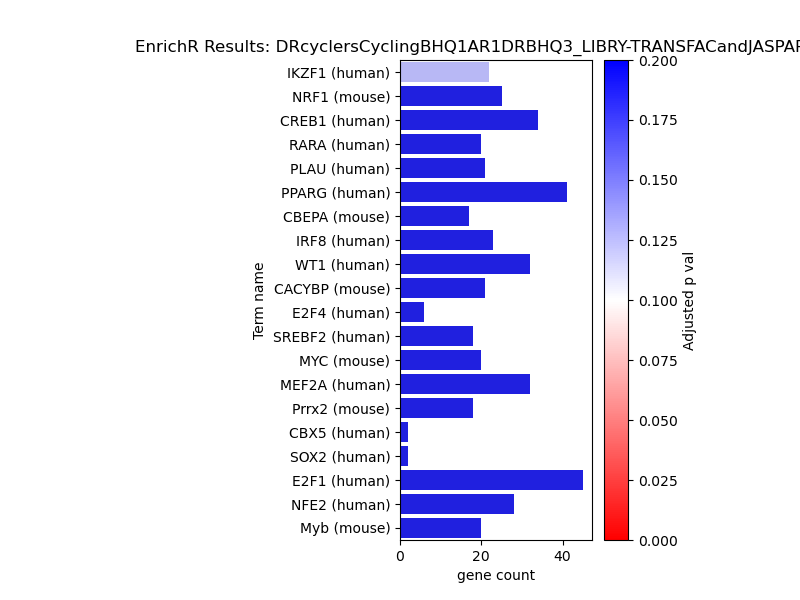 EnrichR Results: DRcyclersCyclingBHQ1AR1DRBHQ3_LIBRY-TRANSFACandJASPAR
IKZF1 (human)
NRF1 (mouse)
CREB1 (human)
RARA (human)
PLAU (human)
PPARG (human)
CBEPA (mouse)
IRF8 (human)
WT1 (human)
CACYBP (mouse)
E2F4 (human)
SREBF2 (human)
MYC (mouse)
MEF2A (human)
Prrx2 (mouse)
CBX5 (human)
SOX2 (human)
E2F1 (human)
NFE2 (human)
Myb (mouse)
Term name
0 20 40
gene count
0.200
0.175
0.150
0.125
0.100
0.075
0.050
0.025
0.000
Adjusted p val